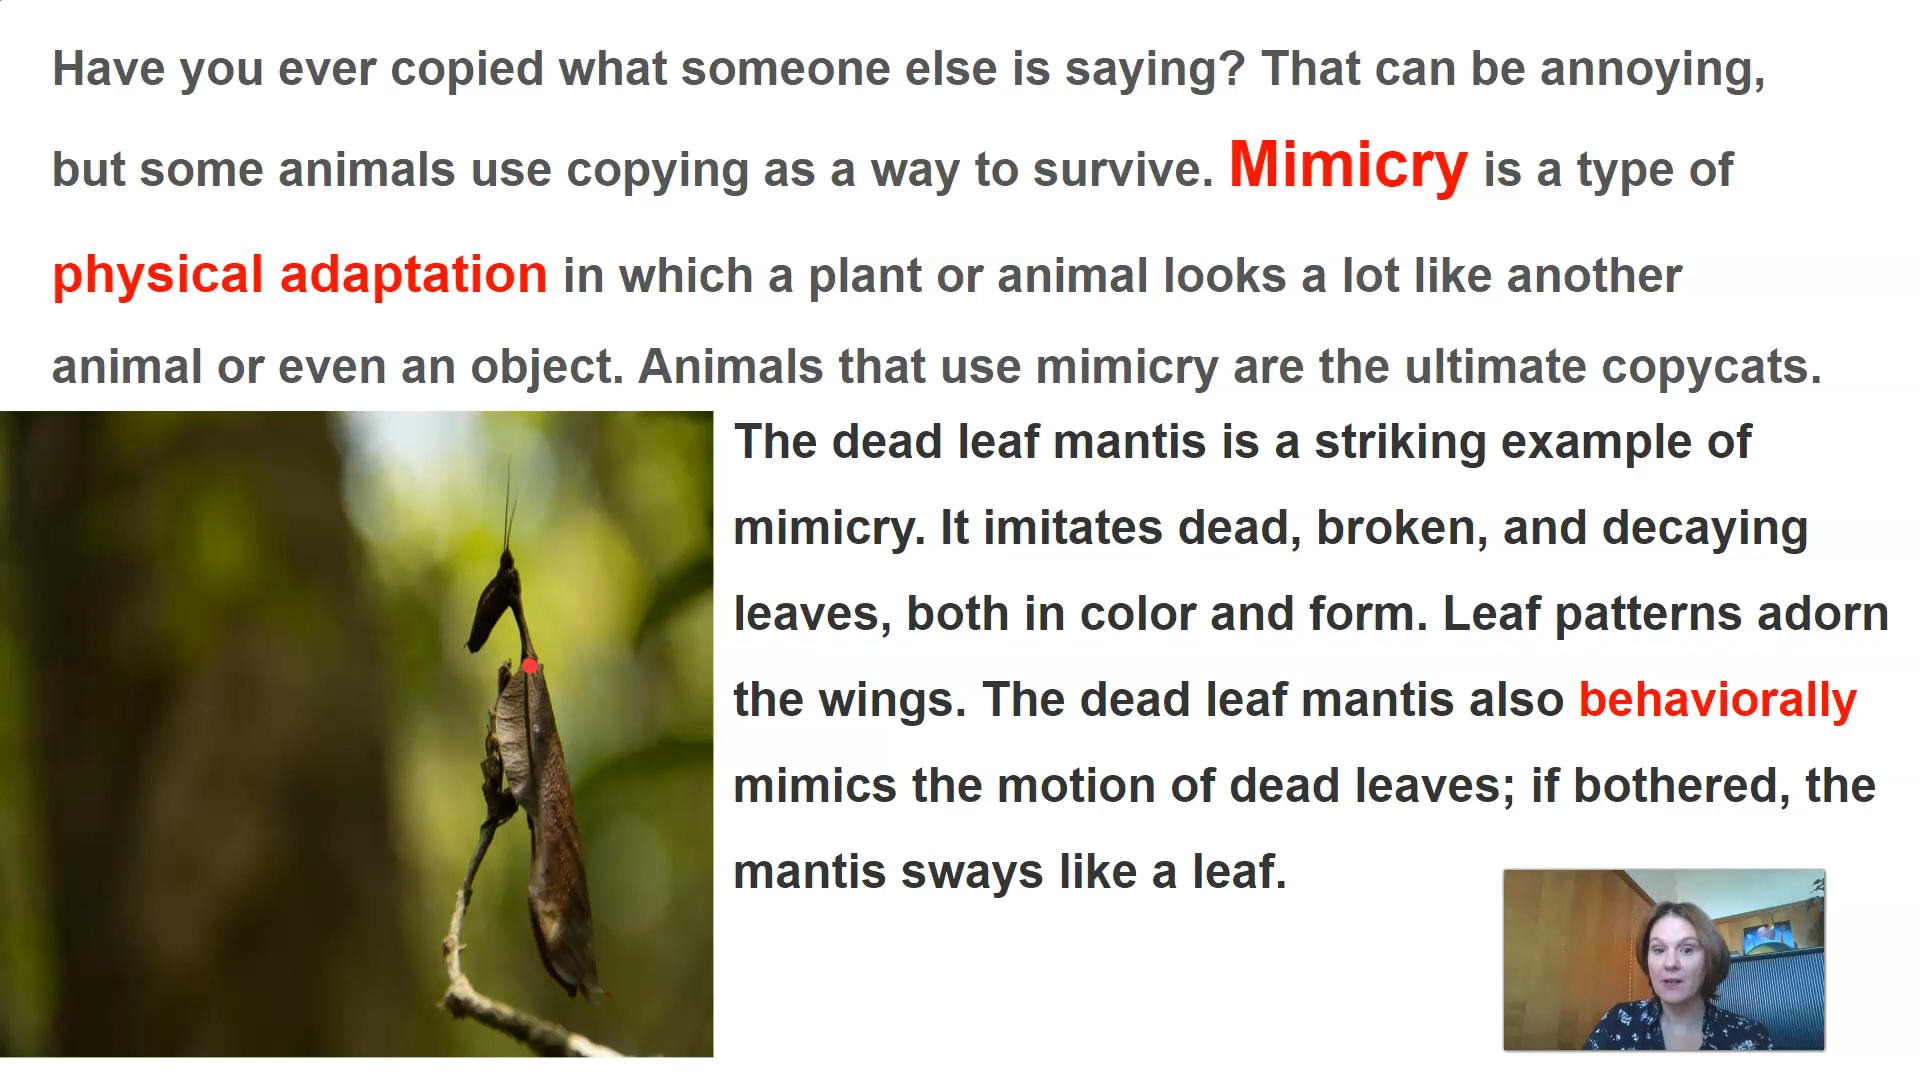 Have you ever copied what someone else is saying? That can be annoying,
but some animals use copying as a way to survive. Mimicry is a type of
physical adaptation in which a plant or animal looks a lot like another
animal or even an object. Animals that use mimicry are the ultimate copycats.
The dead leaf mantis is a striking example of
mimicry. It imitates dead, broken, and decaying
leaves, both in color and form. Leaf patterns adorn
the wings. The dead leaf mantis also behaviorally
mimics the motion of dead leaves; if bothered, the
mantis sways like a leaf.